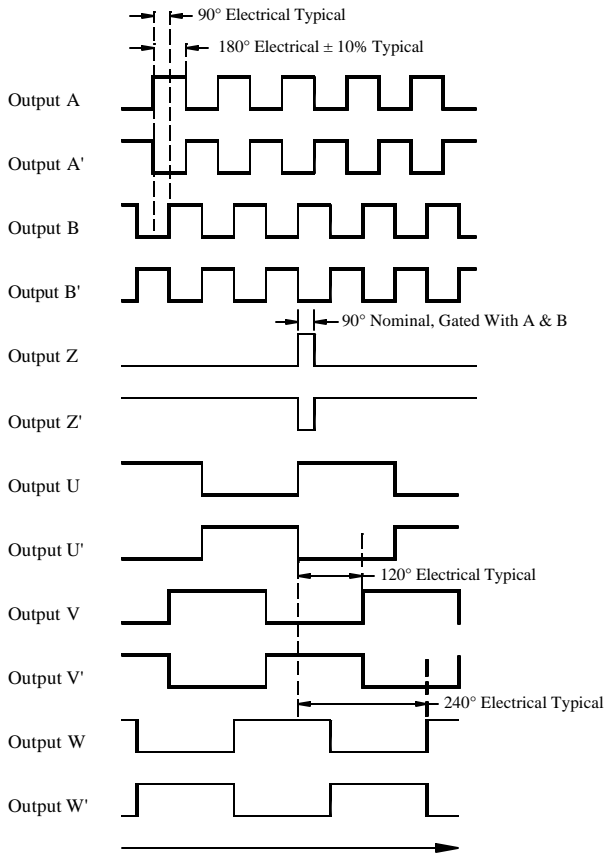 90° Electrical Typical
180° Electrical ± 10% Typical
Output A
Output A'
Output B
Output B'
90° Nominal, Gated With A & B
Output Z
Output Z'
Output U
Output U'
120° Electrical Typical
Output V
Output V'
240° Electrical Typical
Output W
Output W'